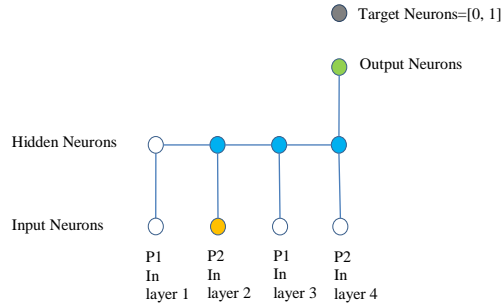 Target Neurons=[0, 1]
Output Neurons
Hidden Neurons
Input Neurons
P1
In
layer 1
P2
In
layer 2
P1
In
layer 3
P2
In
layer 4